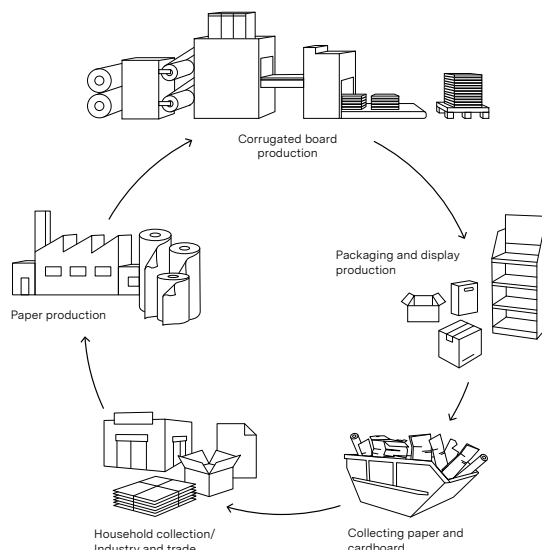 Corrugated board
production
Packaging and display
production
Paper production
Household collection/
Industry and trade
Collecting paper and
cardboard